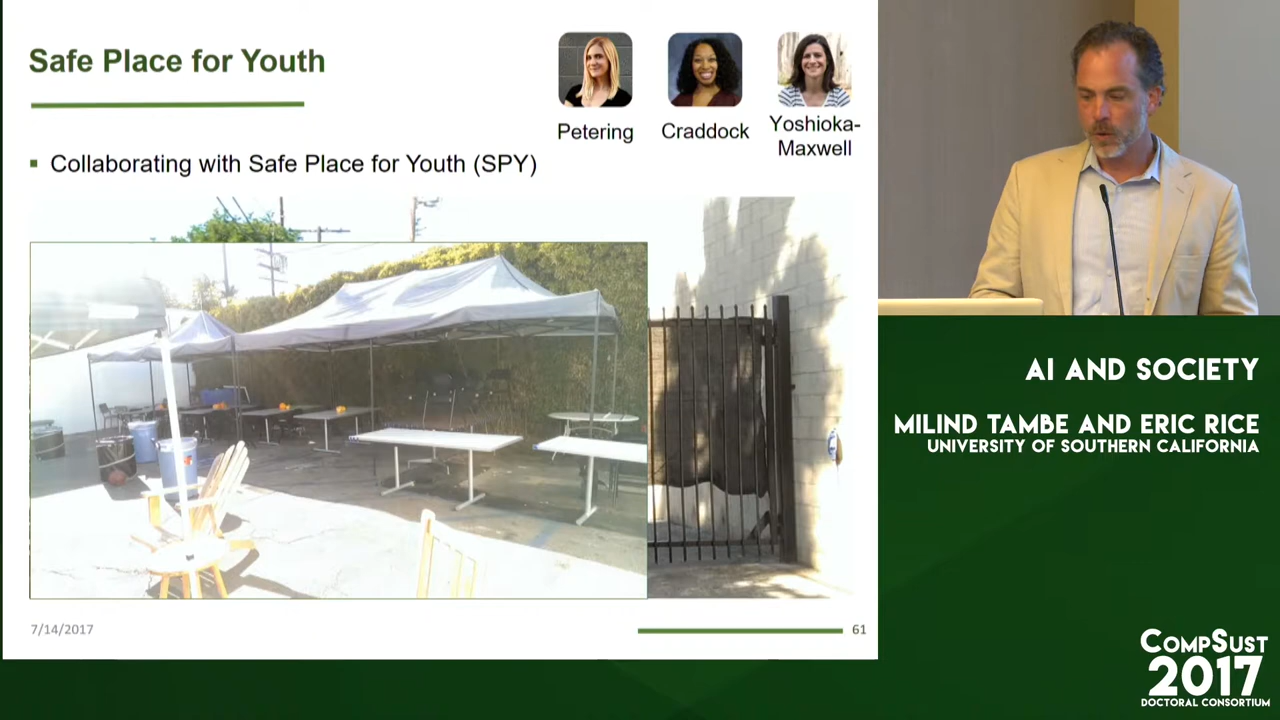 Safe Place for Youth
Petering
Craddock
Yoshioka-
Maxwell
▪ Collaborating with Safe Place for Youth (SPY)
7/14/2017
61
AI AND SOCIETY
MILIND TAMBE AND ERIC RICE
UNIVERSITY OF SOUTHERN CALIFORNIA
COMPSUST
2017
DOCTORAL CONSORTIUM